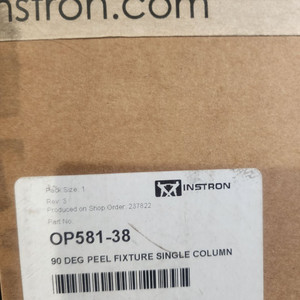 nstron.com
Pack Size: 1
INSTRON
Rev: 3
Produced on Shop Order: 237822
Part No:
OP581-38
90 DEG PEEL FIXTURE SINGLE COLUMN